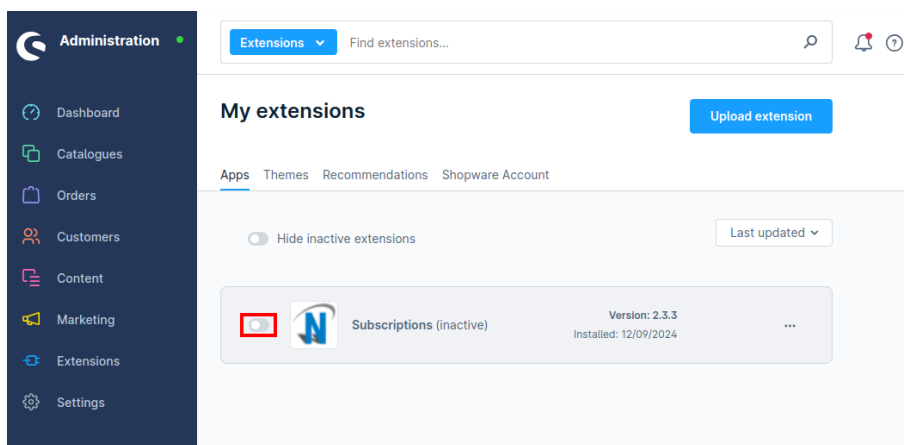 Administration
Extensions
Find extensions...
Dashboard
Catalogues
Orders
Customers
Content
Marketing
Extensions
Settings
My extensions
Upload extension
Apps Themes Recommendations Shopware Account
Hide inactive extensions
Last updated
Subscriptions (inactive)
Version: 2.3.3
Installed: 12/09/2024